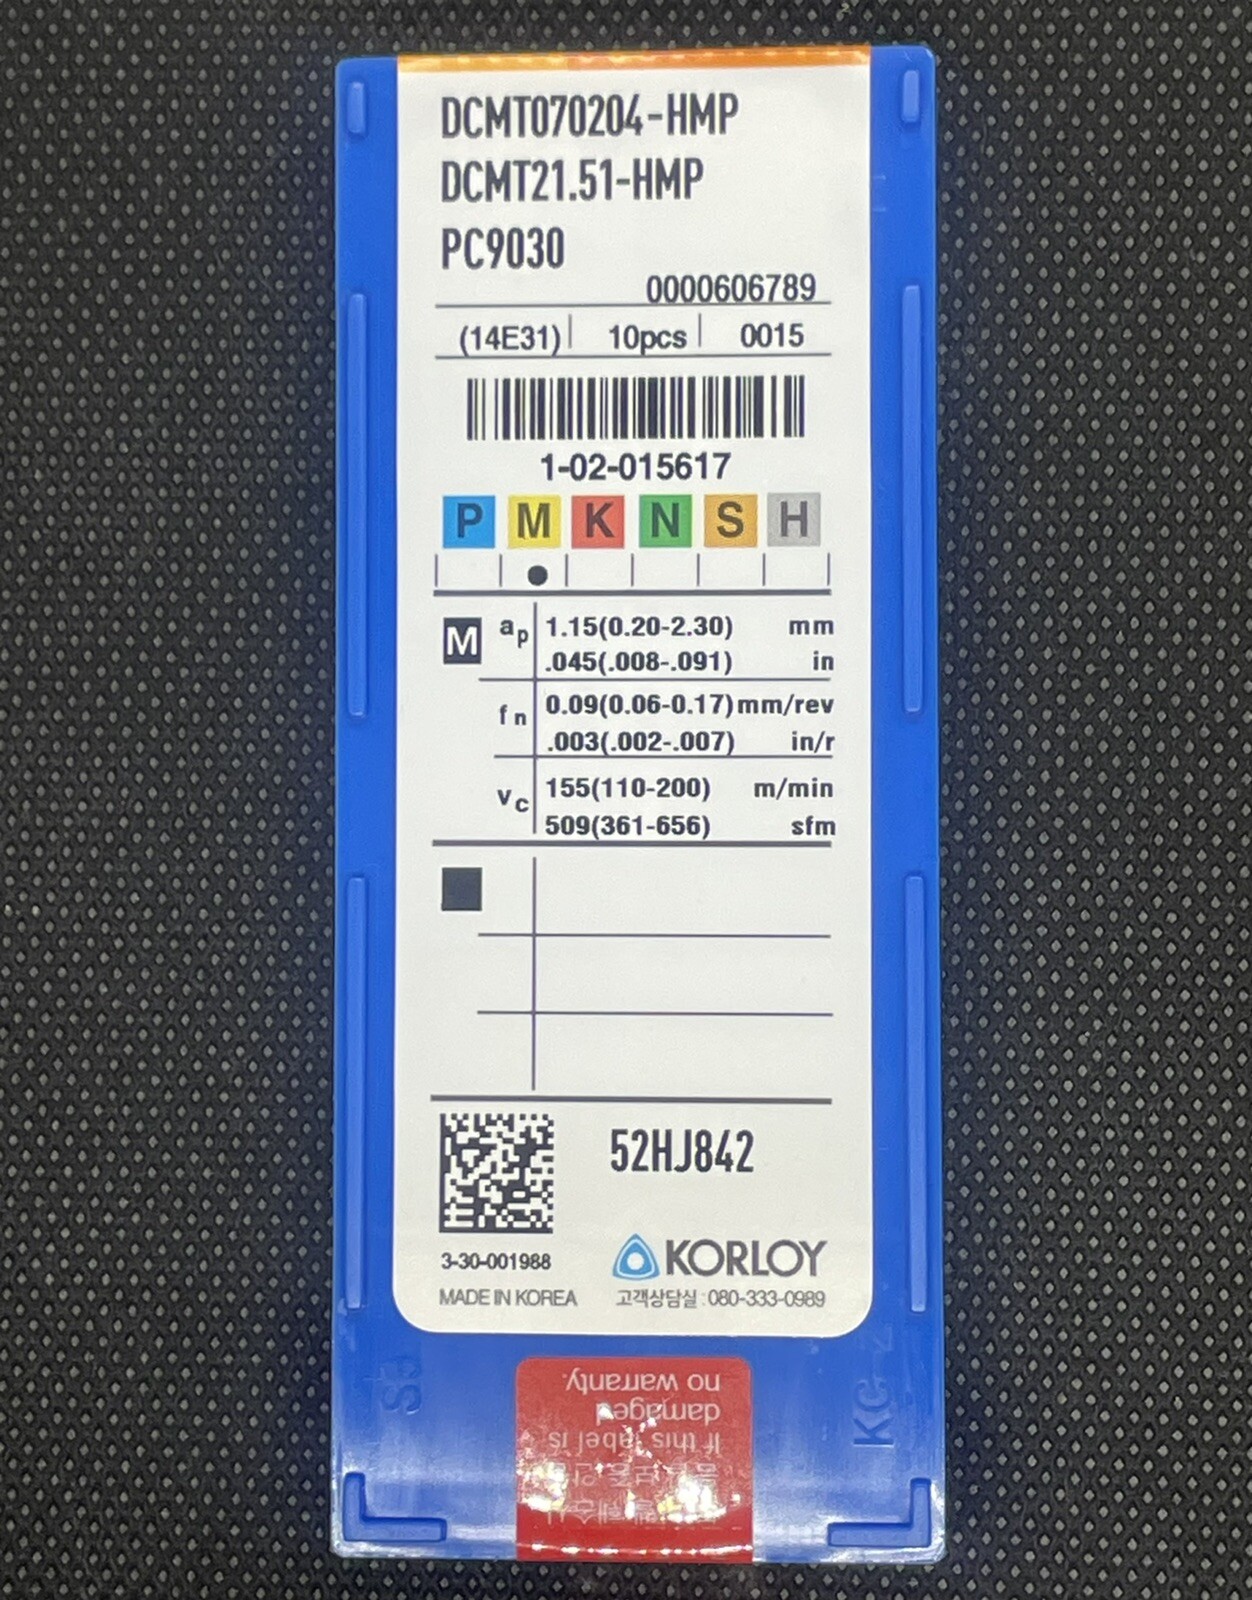 DCMT070204-HMP
DCMT21.51-HMP
PC9030
0000606789
(14E31) 10pcs 0015
1-02-015617
P M K N S H
M ap 1.15(0.20-2.30) mm
.045(.008-.091) in
fn 0.09(0.06-0.17) mm/rev
.003(.002-.007) in/r
vc 155(110-200) m/min
509(361-656) sfm
52HJ842
3-30-001988
KORLOY
MADE IN KOREA 고객상담실 : 080-333-0989
If this label is
damaged
no warranty.